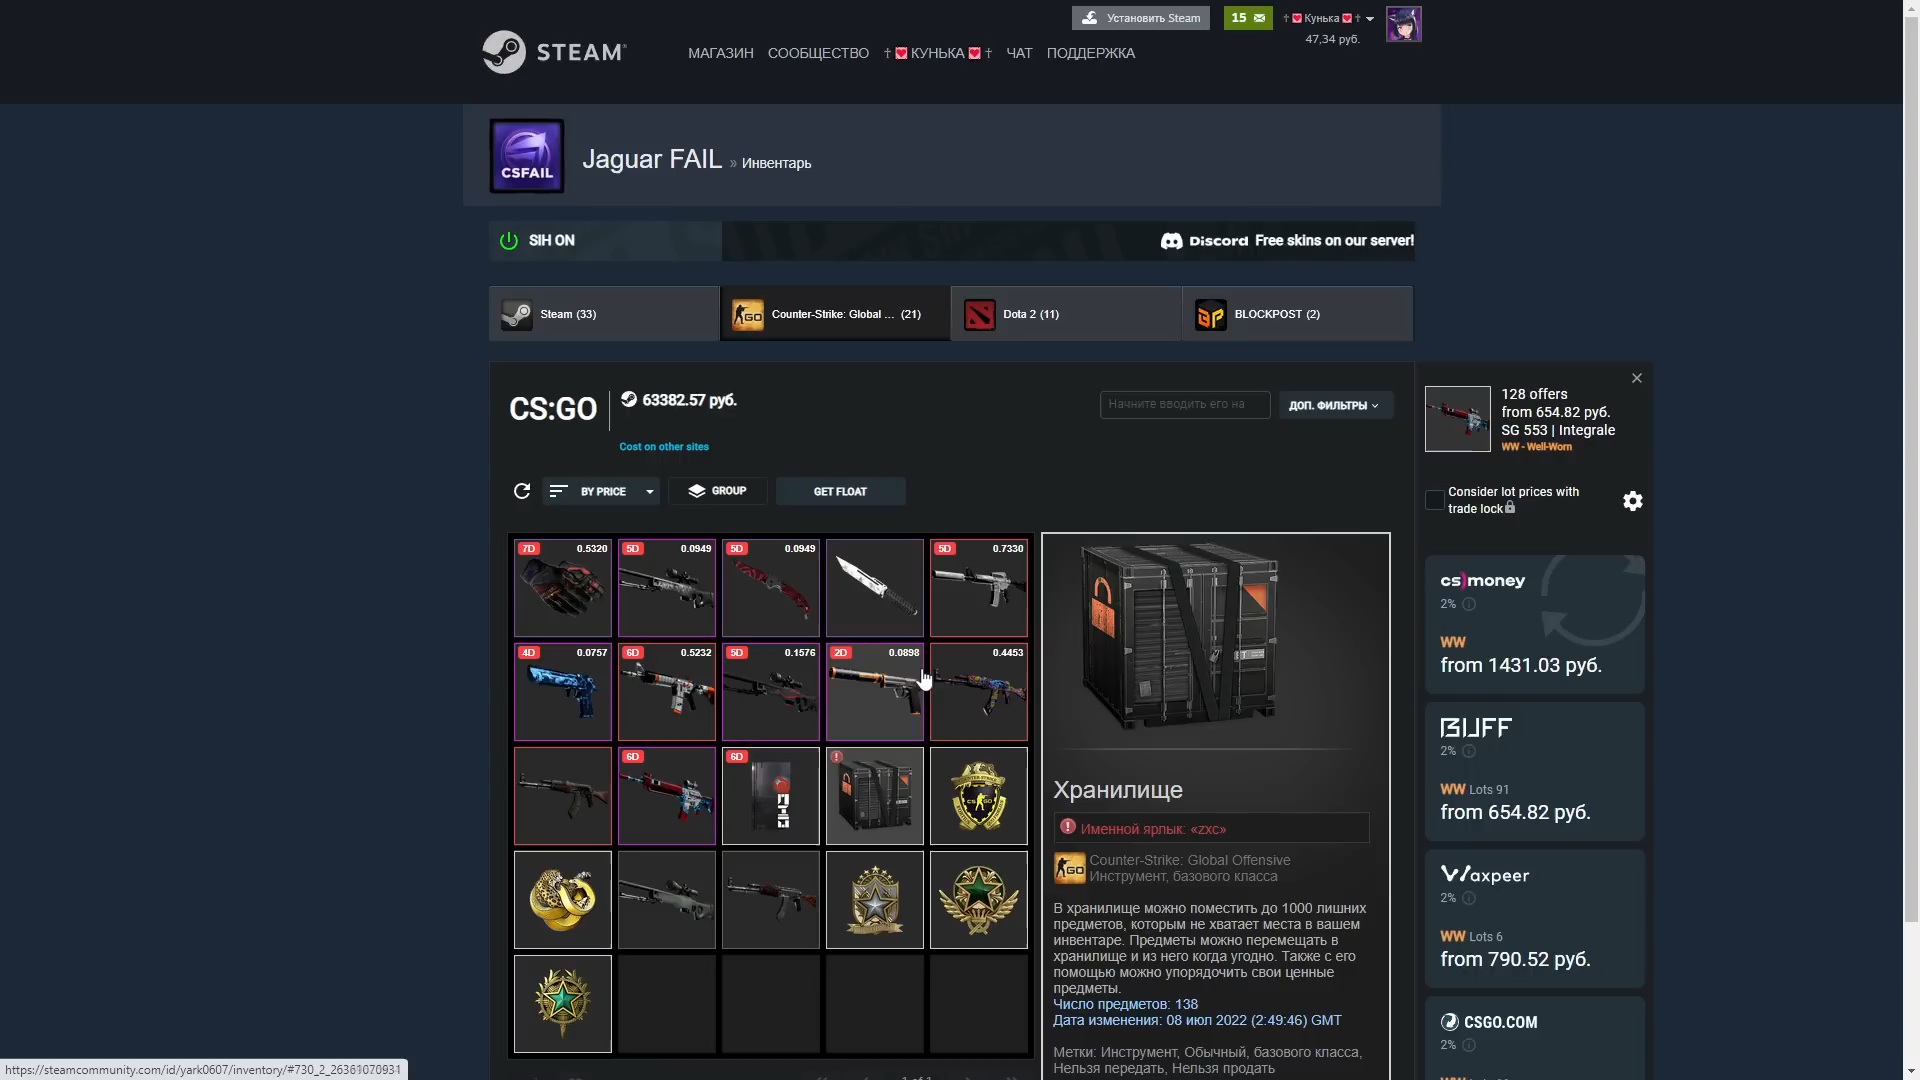 Установить Steam
15
† Кунька †
47,34 руб.
STEAM
МАГАЗИН СООБЩЕСТВО † КУНЬКА † ЧАТ ПОДДЕРЖКА
CSFAIL
Jaguar FAIL » Инвентарь
SIH ON
Discord Free skins on our server!
Steam (33)
Counter-Strike: Global ... (21)
Dota 2 (11)
BLOCKPOST (2)
CS:GO
63382.57 руб.
Cost on other sites
Начните вводить его на
ДОП. ФИЛЬТРЫ
BY PRICE
GROUP
GET FLOAT
7D 0.5320
5D 0.0949
5D 0.0949
5D 0.7330
4D 0.0757
6D 0.5232
5D 0.1576
2D 0.0898
0.4453
6D
6D
Хранилище
Именной ярлык: «zxc»
GO
Counter-Strike: Global Offensive
Инструмент, базового класса
В хранилище можно поместить до 1000 лишних
предметов, которым не хватает места в вашем
инвентаре. Предметы можно перемещать в
хранилище и из него когда угодно. Также с его
помощью можно упорядочить свои ценные
предметы.
Число предметов: 138
Дата изменения: 08 июл 2022 (2:49:46) GMT
Метки: Инструмент, Обычный, базового класса,
Нельзя передать, Нельзя продать
128 offers
from 654.82 руб.
SG 553 | Integrale
WW - Well-Worn
Consider lot prices with
trade lock
cs money
2%
WW
from 1431.03 руб.
BUFF
2%
WW Lots 91
from 654.82 руб.
Waxpeer
2%
WW Lots 6
from 790.52 руб.
CSGO.COM
2%
https://steamcommunity.com/id/yark0607/inventory/#730_2_26361070931